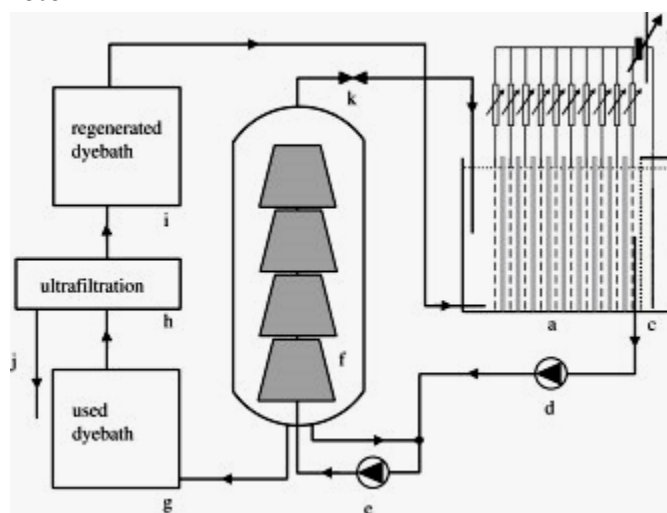 k
regenerated
dyebath
i
ultrafiltration
h
a
c
j
f
d
used
dyebath
g
e